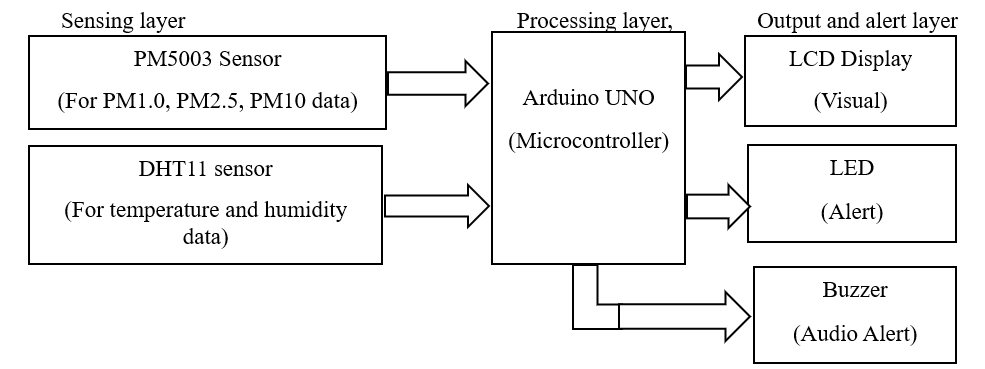 Sensing layer
Processing layer,
Output and alert layer
PM5003 Sensor
(For PM1.0, PM2.5, PM10 data)
DHT11 sensor
(For temperature and humidity
data)
Arduino UNO
(Microcontroller)
LCD Display
(Visual)
LED
(Alert)
Buzzer
(Audio Alert)